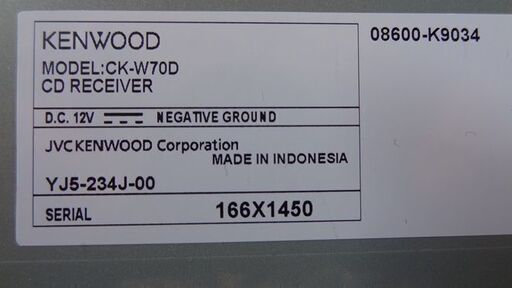 KENWOOD
08600-K9034
MODEL:CK-W70D
CD RECEIVER
D.C. 12V NEGATIVE GROUND
JVCKENWOOD Corporation
MADE IN INDONESIA
YJ5-234J-00
SERIAL 166X1450